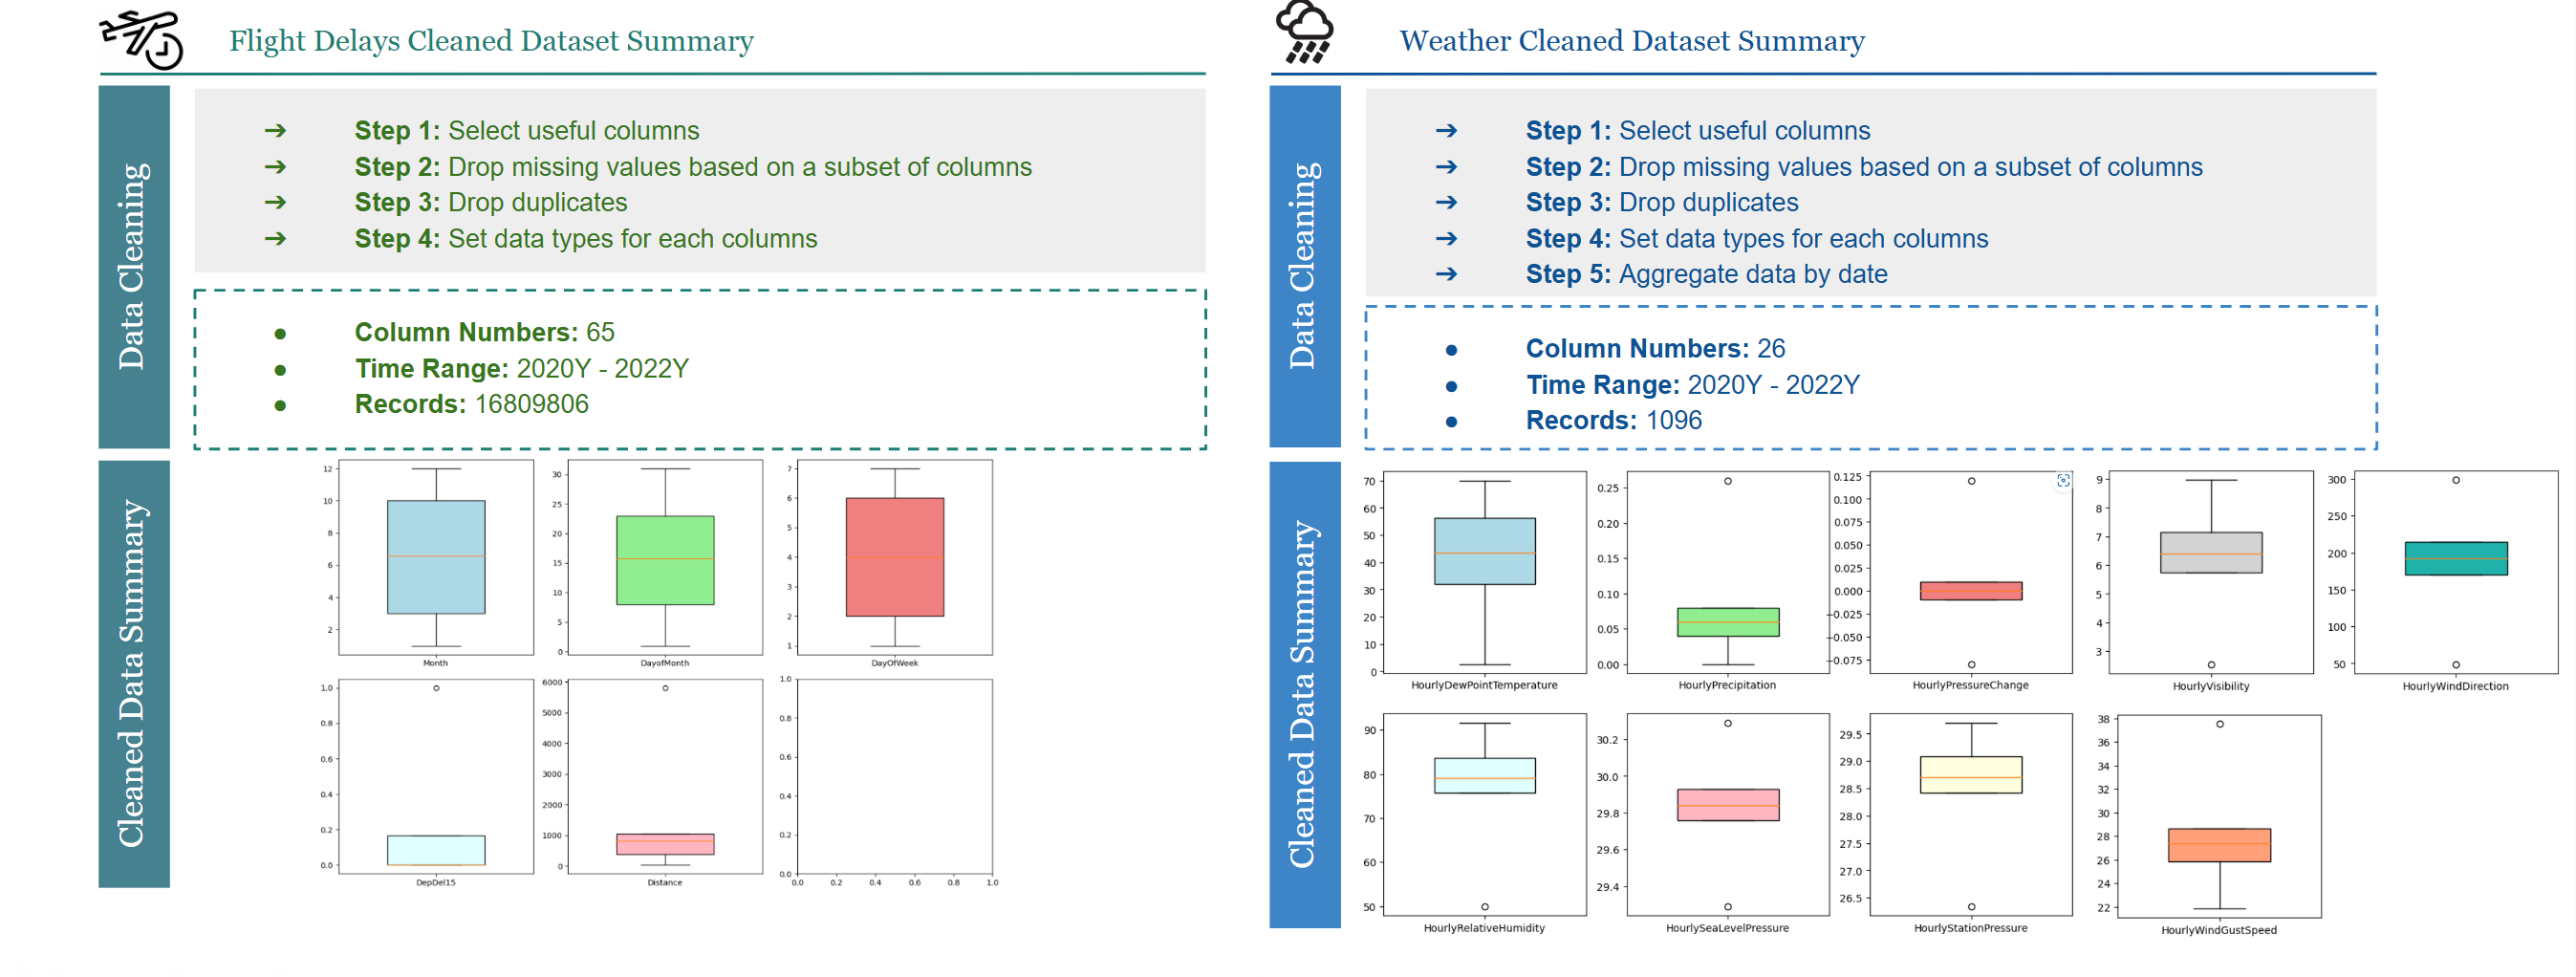 Flight Delays Cleaned Dataset Summary
Data Cleaning
➔ Step 1: Select useful columns
➔ Step 2: Drop missing values based on a subset of columns
➔ Step 3: Drop duplicates
➔ Step 4: Set data types for each columns
● Column Numbers: 65
● Time Range: 2020Y - 2022Y
● Records: 16809806
Cleaned Data Summary
12
10
8
6
4
2
Month
30
25
20
15
10
5
0
DayofMonth
7
6
5
4
3
2
1
DayOfWeek
1.0
0.8
0.6
0.4
0.2
0.0
DepDel15
6000
5000
4000
3000
2000
1000
0
Distance
1.0
0.8
0.6
0.4
0.2
0.0
0.0 0.2 0.4 0.6 0.8 1.0
Weather Cleaned Dataset Summary
Data Cleaning
➔ Step 1: Select useful columns
➔ Step 2: Drop missing values based on a subset of columns
➔ Step 3: Drop duplicates
➔ Step 4: Set data types for each columns
➔ Step 5: Aggregate data by date
● Column Numbers: 26
● Time Range: 2020Y - 2022Y
● Records: 1096
Cleaned Data Summary
70
60
50
40
30
20
10
0
HourlyDewPointTemperature
0.25
0.20
0.15
0.10
0.05
0.00
HourlyPrecipitation
0.125
0.100
0.075
0.050
0.025
0.000
−0.025
−0.050
−0.075
HourlyPressureChange
9
8
7
6
5
4
3
HourlyVisibility
300
250
200
150
100
50
HourlyWindDirection
90
80
70
60
50
HourlyRelativeHumidity
30.2
30.0
29.8
29.6
29.4
HourlySeaLevelPressure
29.5
29.0
28.5
28.0
27.5
27.0
26.5
HourlyStationPressure
38
36
34
32
30
28
26
24
22
HourlyWindGustSpeed